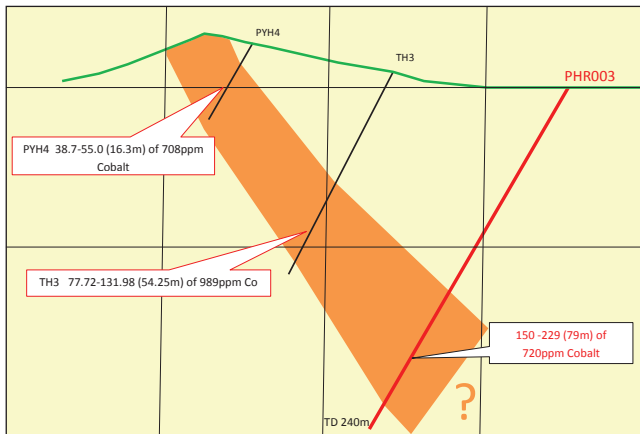 PYH4
TH3
PHR003
PYH4 38.7-55.0 (16.3m) of 708ppm
Cobalt
TH3 77.72-131.98 (54.25m) of 989ppm Co
150 -229 (79m) of
720ppm Cobalt
?
TD 240m